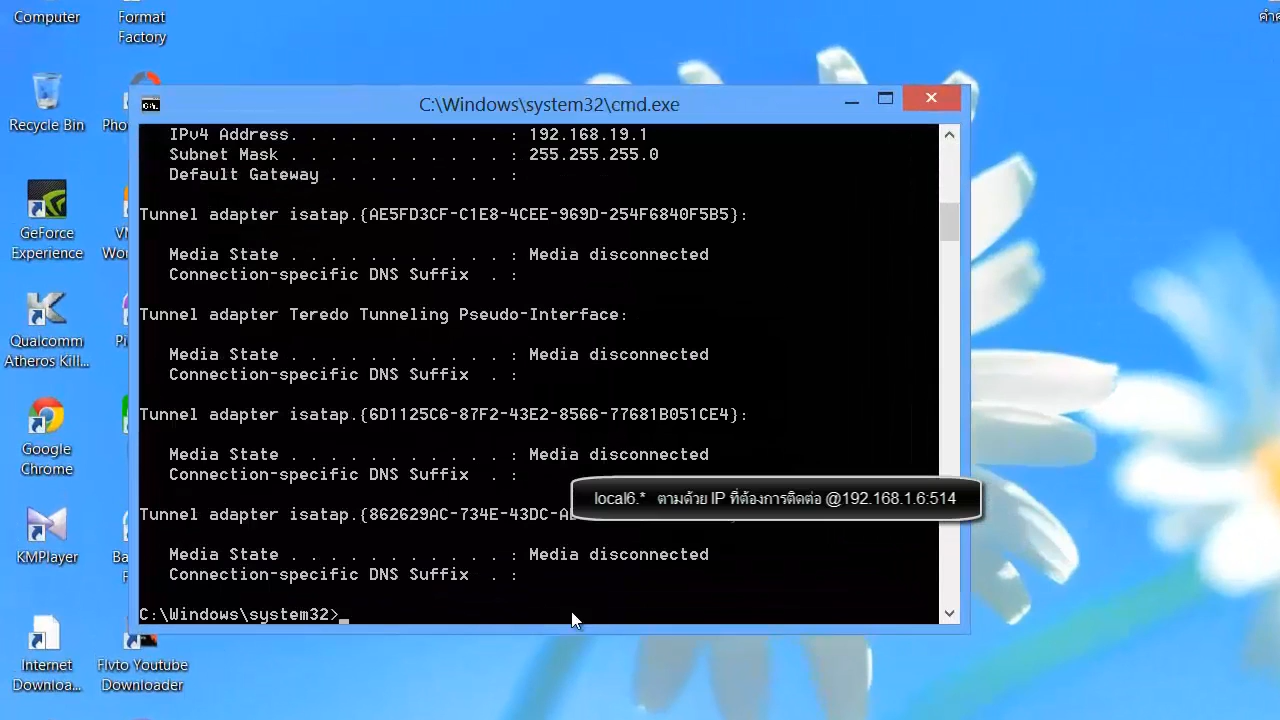 Computer
Format
Factory
Recycle Bin
GeForce
Experience
Qualcomm
Atheros Kill...
Google
Chrome
KMPlayer
Internet
Downloa...
Flvto Youtube
Downloader
C:\Windows\system32\cmd.exe
IPv4 Address. . . . . . . . . . . : 192.168.19.1
Subnet Mask . . . . . . . . . . . : 255.255.255.0
Default Gateway . . . . . . . . . :
Tunnel adapter isatap.{AE5FD3CF-C1E8-4CEE-969D-254F6840F5B5}:
Media State . . . . . . . . . . . : Media disconnected
Connection-specific DNS Suffix  . :
Tunnel adapter Teredo Tunneling Pseudo-Interface:
Media State . . . . . . . . . . . : Media disconnected
Connection-specific DNS Suffix  . :
Tunnel adapter isatap.{6D1125C6-87F2-43E2-8566-77681B051CE4}:
Media State . . . . . . . . . . . : Media disconnected
Connection-specific DNS Suffix  . :
local6.* ตามด้วย IP ที่ต้องการติดต่อ @192.168.1.6:514
Tunnel adapter isatap.{862629AC-734E-43DC-
Media State . . . . . . . . . . . : Media disconnected
Connection-specific DNS Suffix  . :
C:\Windows\system32>